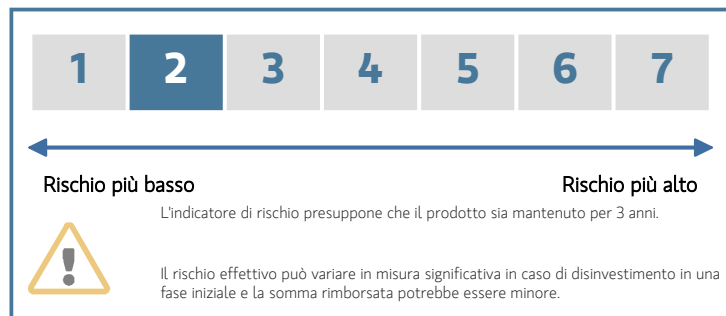 1 2 3 4 5 6 7
Rischio più basso Rischio più alto
L'indicatore di rischio presuppone che il prodotto sia mantenuto per 3 anni.
Il rischio effettivo può variare in misura significativa in caso di disinvestimento in una
fase iniziale e la somma rimborsata potrebbe essere minore.